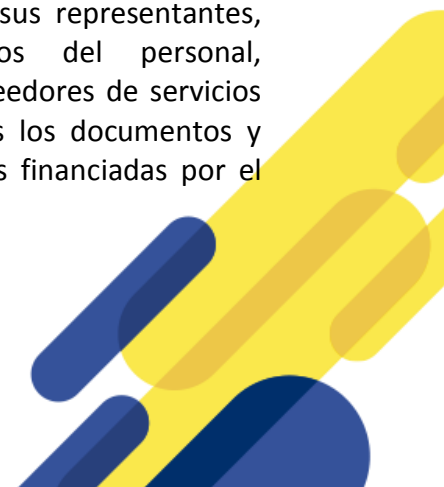 sus representantes,
os del personal,
eedores de servicios
s los documentos y
s financiadas por el